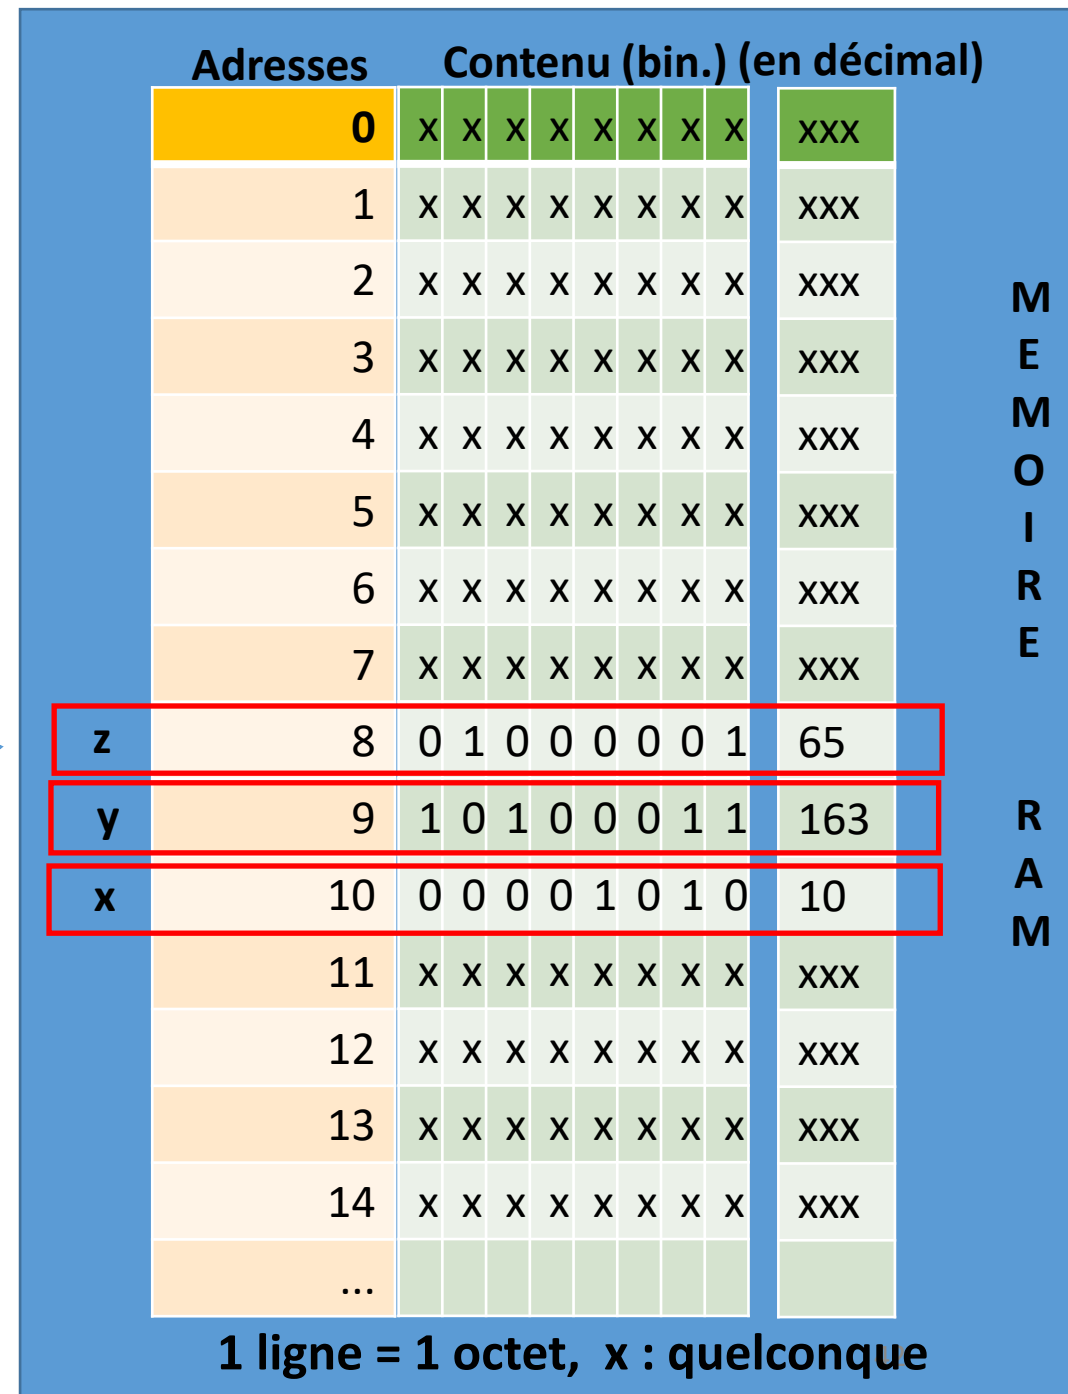 Adresses Contenu (bin.) (en décimal)
0 x x x x x x x x xxx
1 x x x x x x x x xxx
2 x x x x x x x x xxx
3 x x x x x x x x xxx
4 x x x x x x x x xxx
5 x x x x x x x x xxx
6 x x x x x x x x xxx
7 x x x x x x x x xxx
z 8 0 1 0 0 0 0 0 1 65
y 9 1 0 1 0 0 0 1 1 163
x 10 0 0 0 0 1 0 1 0 10
11 x x x x x x x x xxx
12 x x x x x x x x xxx
13 x x x x x x x x xxx
14 x x x x x x x x xxx
...
MEMOIRE RAM
1 ligne = 1 octet, x : quelconque